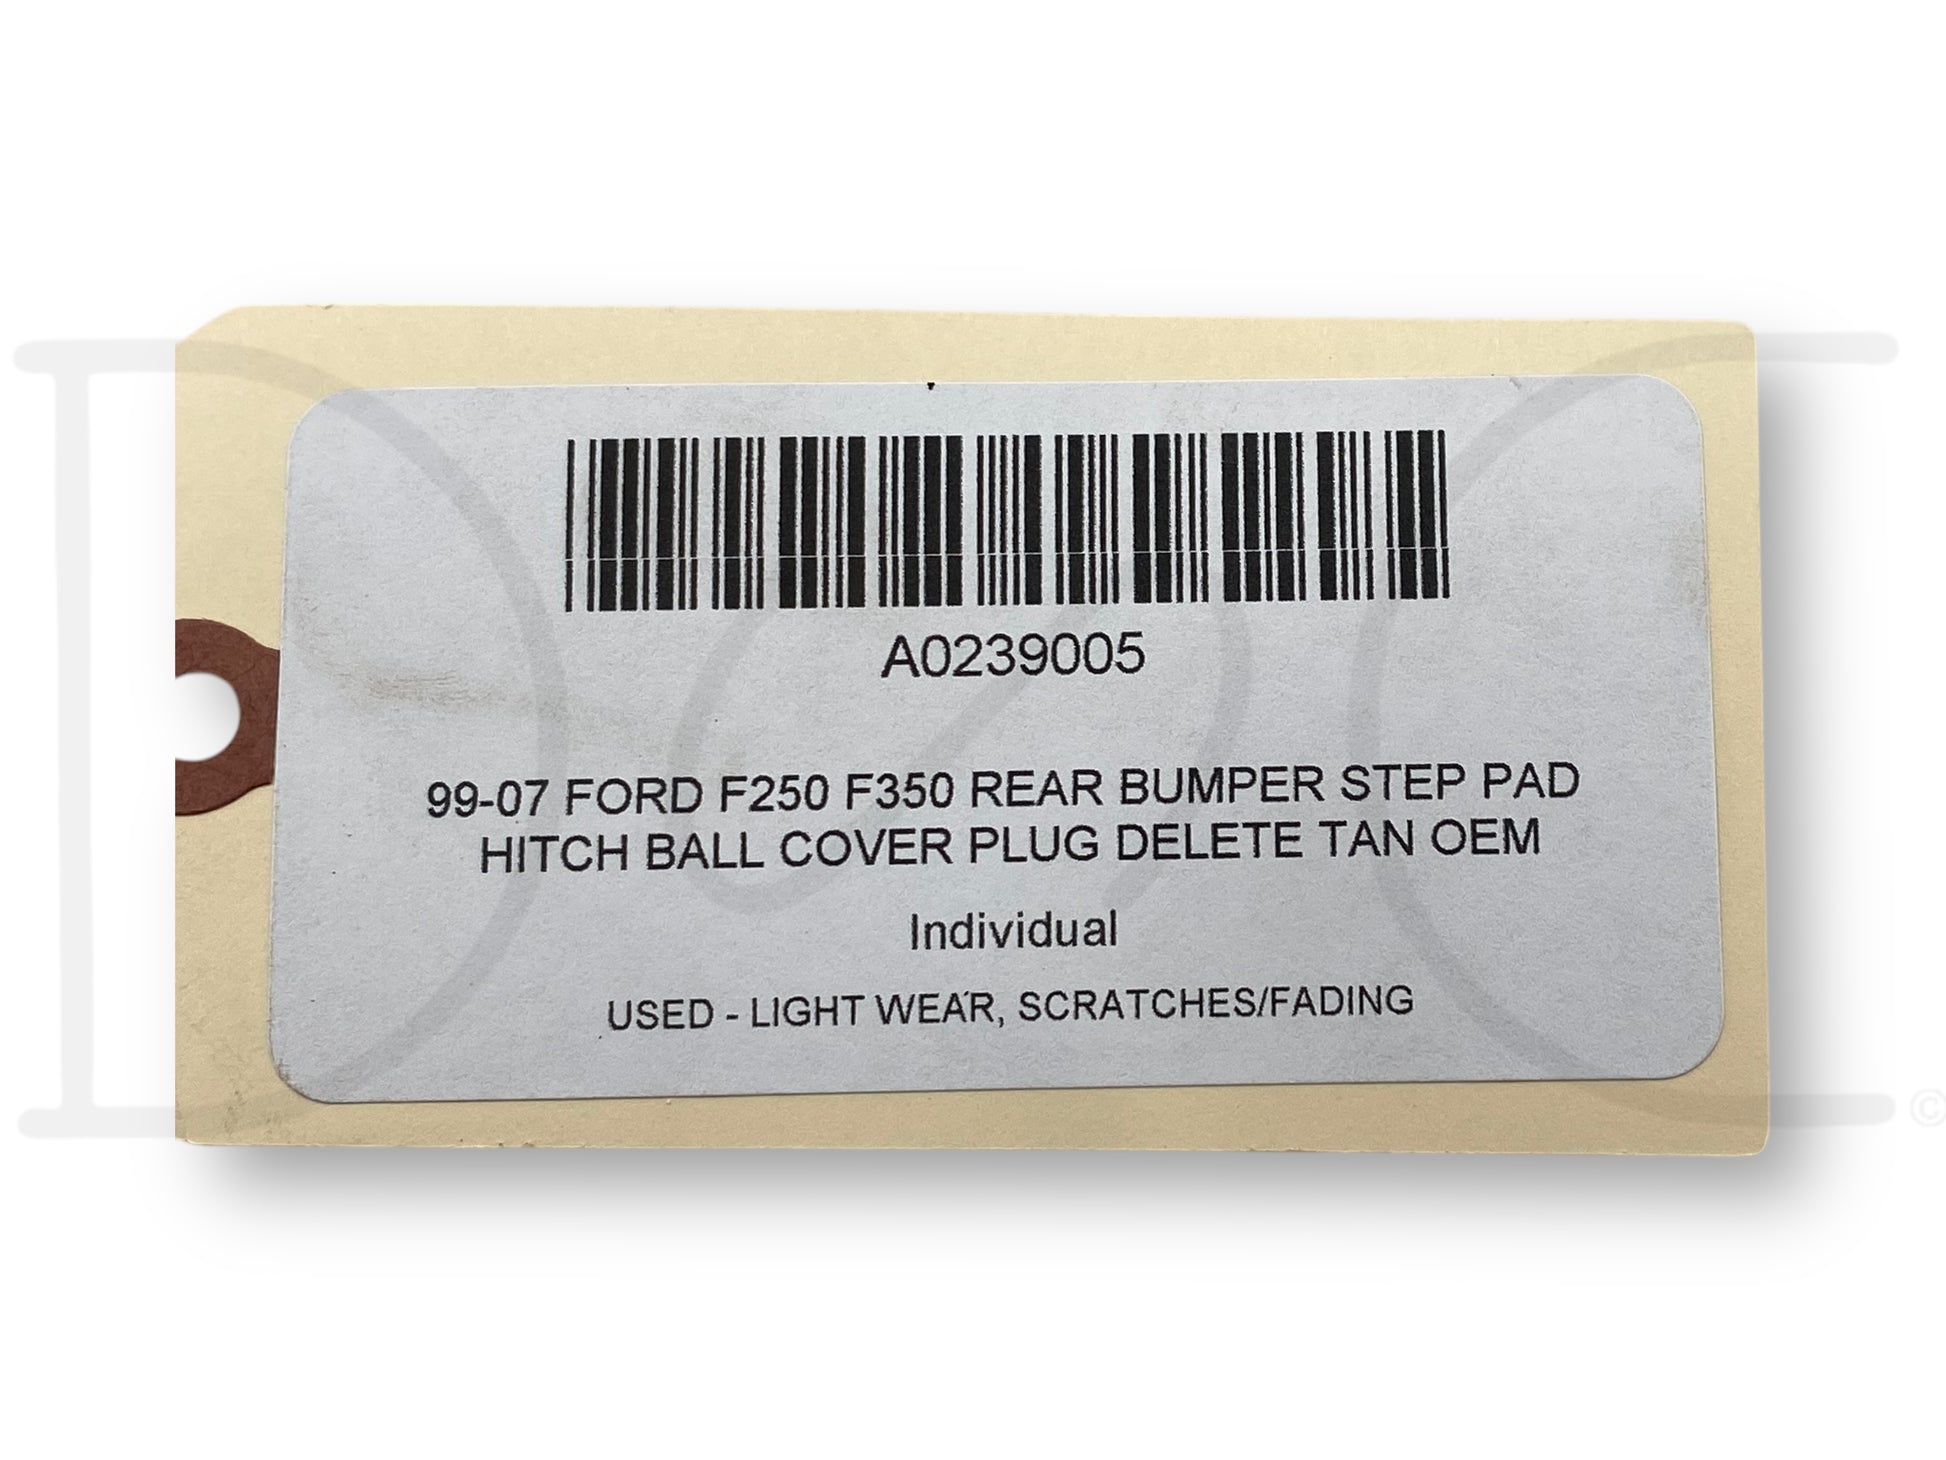 A0239005
99-07 FORD F250 F350 REAR BUMPER STEP PAD
HITCH BALL COVER PLUG DELETE TAN OEM
Individual
USED - LIGHT WEAR, SCRATCHES/FADING
©